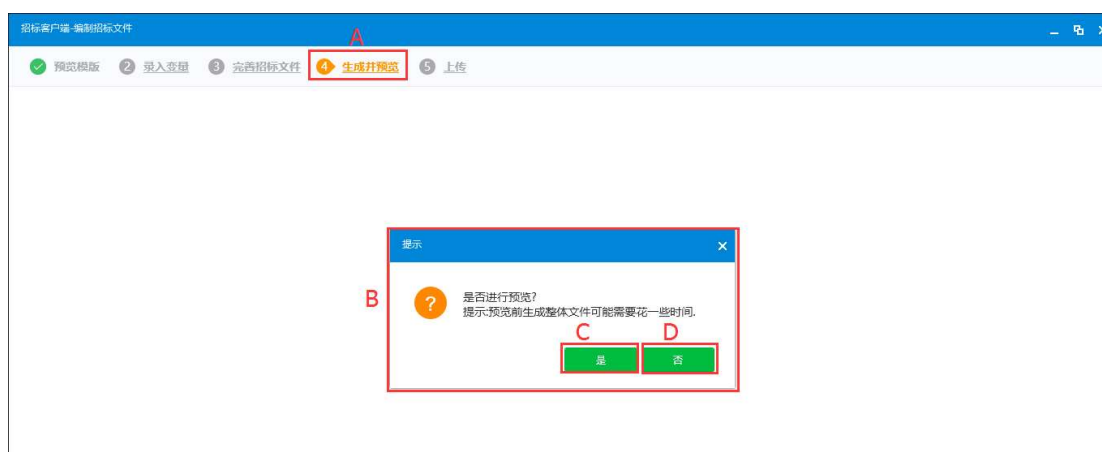 招标客户端-编制招标文件
A
预览模版 2 录入变量 3 完善招标文件 4 生成并预览 5 上传
提示
B
?
是否进行预览?
提示:预览前生成整体文件可能需要花一些时间.
C D
是 否